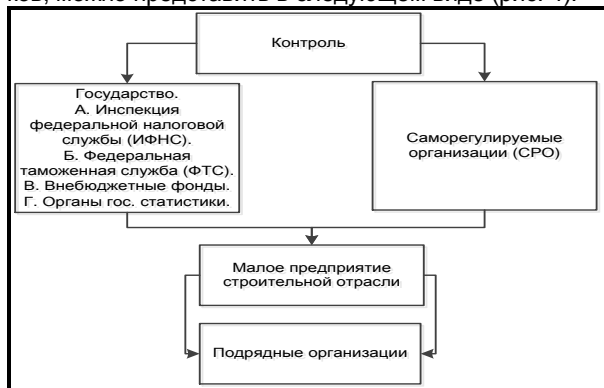 ков, можно представить в следующем виде (рис. 1).
Контроль
Государство.
А. Инспекция
федеральной налоговой
службы (ИФНС).
Б. Федеральная
таможенная служба (ФТС).
В. Внебюджетные фонды.
Г. Органы гос. статистики.
Саморегулируемые
организации (СРО)
Малое предприятие
строительной отрасли
Подрядные организации